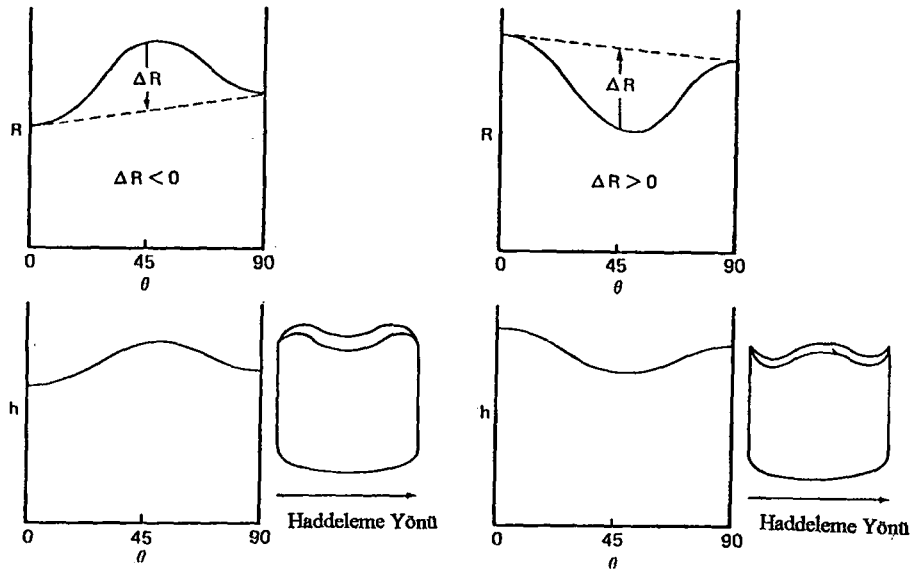 ΔR
R
ΔR < 0
0 45 90
θ
ΔR
R
ΔR > 0
0 45 90
θ
h
0 45 90
θ
Haddeleme Yönü
h
0 45 90
θ
Haddeleme Yönü